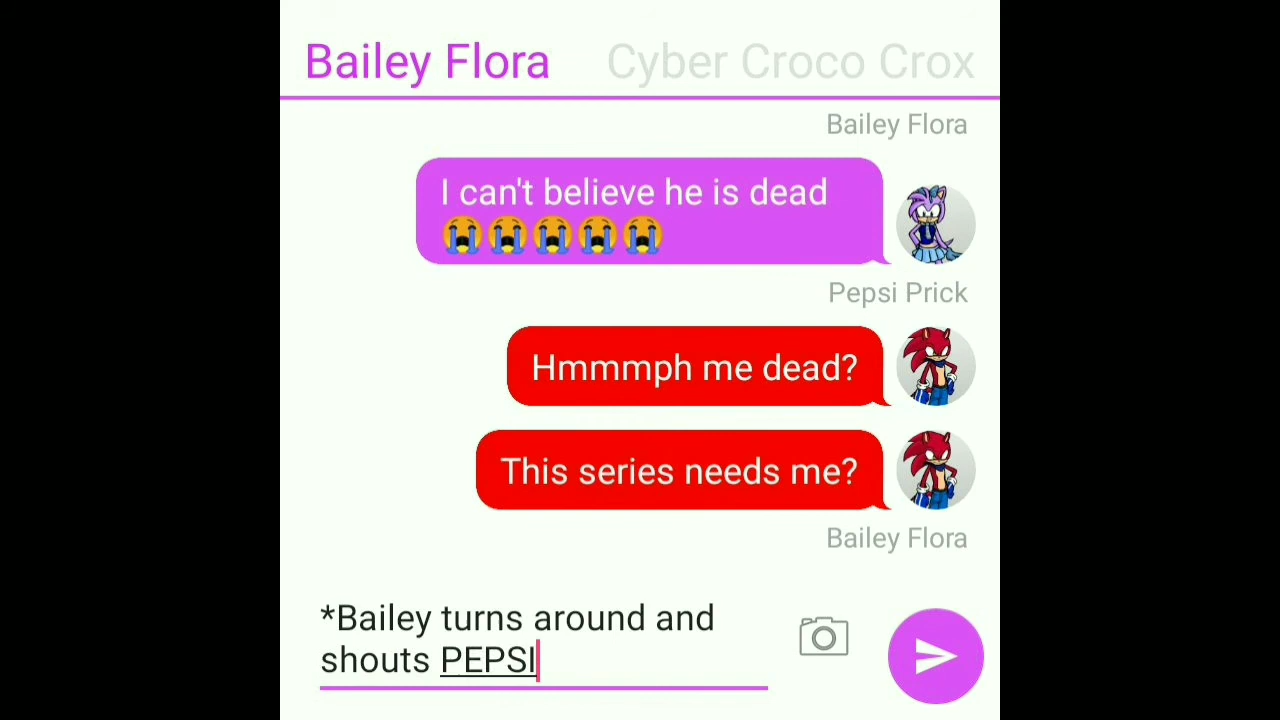 Bailey Flora Cyber Croco Crox
Bailey Flora
I can't believe he is dead
😭😭😭😭😭
Pepsi Prick
Hmmmph me dead?
This series needs me?
Bailey Flora
*Bailey turns around and
shouts PEPSI